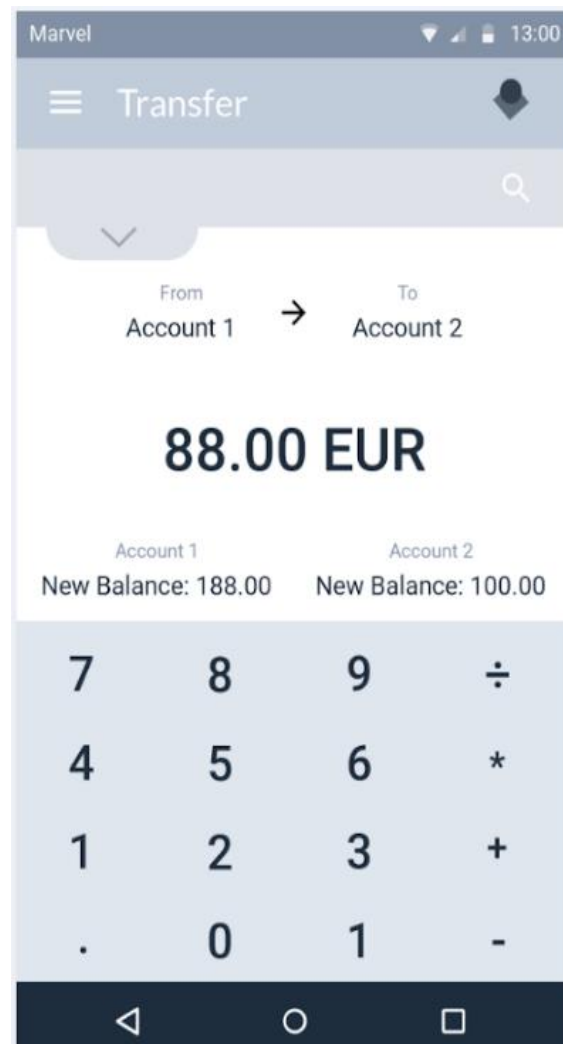 Marvel 13:00
Transfer
From To
Account 1 → Account 2
88.00 EUR
Account 1 Account 2
New Balance: 188.00 New Balance: 100.00
7 8 9 ÷
4 5 6 *
1 2 3 +
. 0 1 -